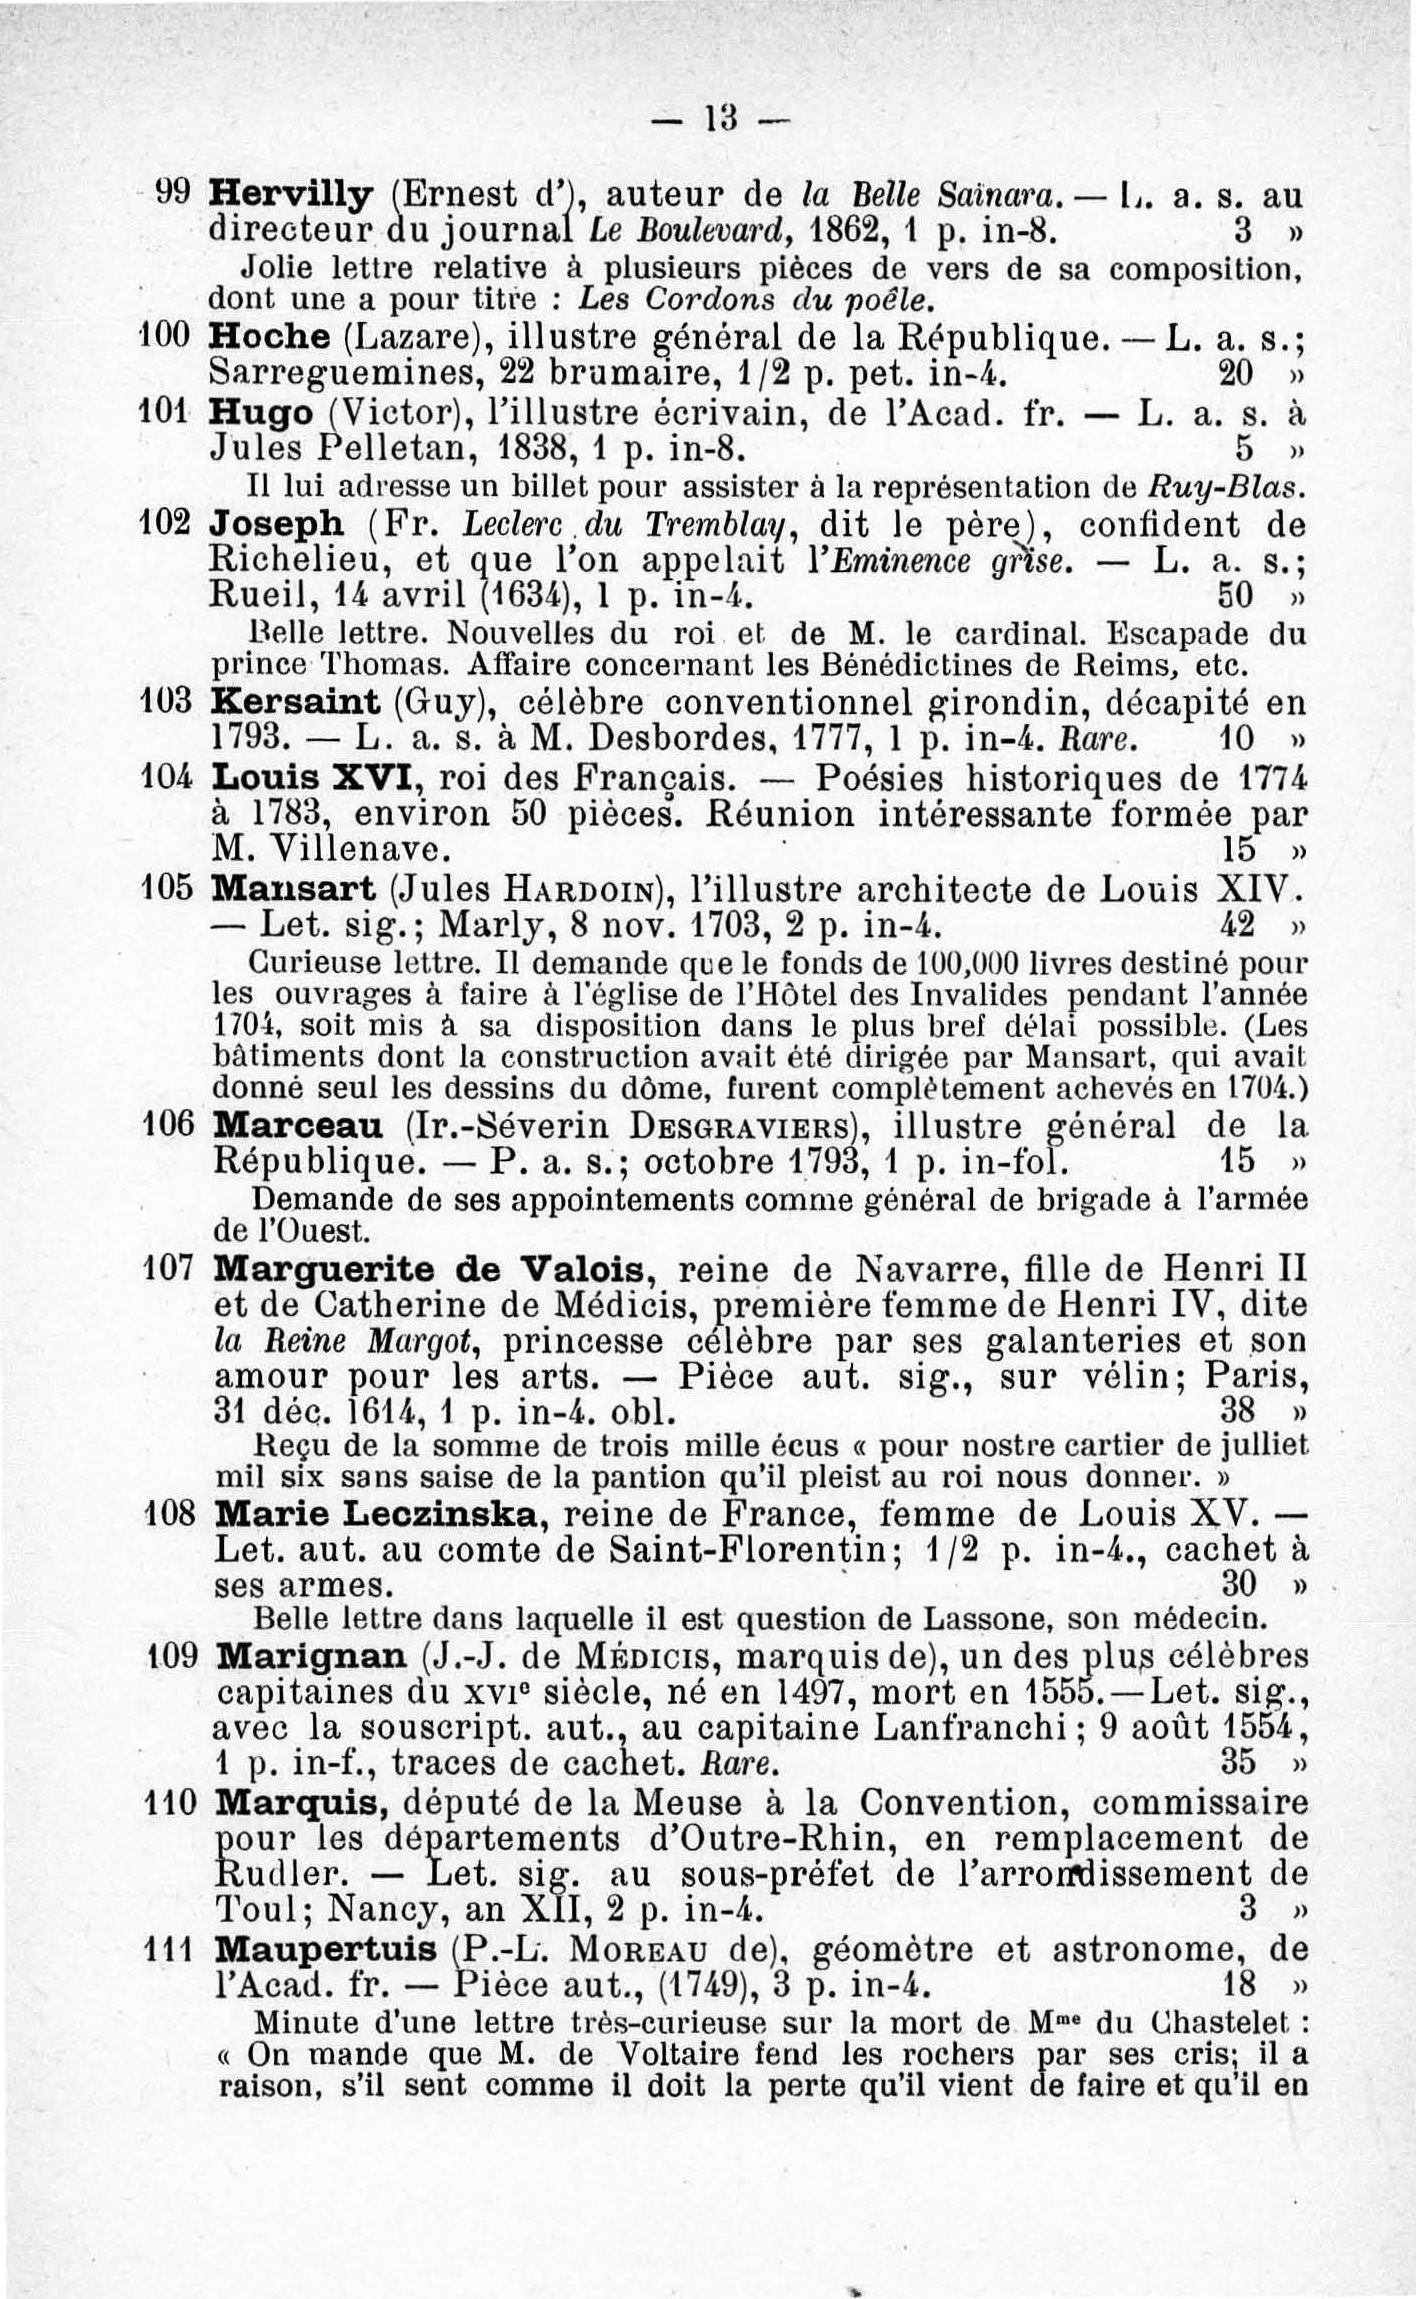 — 13 —
99 Hervilly (Ernest d'), auteur de la Belle Sainara. — L. a. s. au
directeur du journal Le Boulevard, 1862, 1 p. in-8. 3 »
Jolie lettre relative à plusieurs pièces de vers de sa composition,
dont une a pour titre : Les Cordons du poêle.
100 Hoche (Lazare), illustre général de la République. — L. a. s.;
Sarreguemines, 22 brumaire, 1/2 p. pet. in-4. 20 »
101 Hugo (Victor), l'illustre écrivain, de l'Acad. fr. — L. a. s. à
Jules Pelletan, 1838, 1 p. in-8. 5 »
Il lui adresse un billet pour assister à la représentation de Ruy-Blas.
102 Joseph (Fr. Leclerc du Tremblay, dit le père), confident de
Richelieu, et que l'on appelait l'Eminence grise. — L. a. s.;
Rueil, 14 avril (1634), 1 p. in-4. 50 »
Belle lettre. Nouvelles du roi et de M. le cardinal. Escapade du
prince Thomas. Affaire concernant les Bénédictines de Reims, etc.
103 Kersaint (Guy), célèbre conventionnel girondin, décapité en
1793. — L. a. s. à M. Desbordes, 1777, 1 p. in-4. Rare. 10 »
104 Louis XVI, roi des Français. — Poésies historiques de 1774
à 1783, environ 50 pièces. Réunion intéressante formée par
M. Villenave. 15 »
105 Mansart (Jules HARDOIN), l'illustre architecte de Louis XIV.
— Let. sig.; Marly, 8 nov. 1703, 2 p. in-4. 42 »
Curieuse lettre. Il demande que le fonds de 100,000 livres destiné pour
les ouvrages à faire à l'église de l'Hôtel des Invalides pendant l'année
1704, soit mis à sa disposition dans le plus bref délai possible. (Les
bâtiments dont la construction avait été dirigée par Mansart, qui avait
donné seul les dessins du dôme, furent complètement achevés en 1704.)
106 Marceau (Fr.-Séverin DESGRAVIERS), illustre général de la
République. — P. a. s.; octobre 1793, 1 p. in-fol. 15 »
Demande de ses appointements comme général de brigade à l'armée
de l'Ouest.
107 Marguerite de Valois, reine de Navarre, fille de Henri II
et de Catherine de Médicis, première femme de Henri IV, dite
la Reine Margot, princesse célèbre par ses galanteries et son
amour pour les arts. — Pièce aut. sig., sur vélin; Paris,
31 déc. 1614, 1 p. in-4. obl. 38 »
Reçu de la somme de trois mille écus « pour nostre cartier de julliet
mil six sans saise de la pantion qu'il pleist au roi nous donner. »
108 Marie Leczinska, reine de France, femme de Louis XV. —
Let. aut. au comte de Saint-Florentin; 1/2 p. in-4., cachet à
ses armes. 30 »
Belle lettre dans laquelle il est question de Lassone, son médecin.
109 Marignan (J.-J. de MÉDICIS, marquis de), un des plus célèbres
capitaines du XVIe siècle, né en 1497, mort en 1555.—Let. sig.,
avec la souscript. aut., au capitaine Lanfranchi; 9 août 1554,
1 p. in-f., traces de cachet. Rare. 35 »
110 Marquis, député de la Meuse à la Convention, commissaire
pour les départements d'Outre-Rhin, en remplacement de
Rudler. — Let. sig. au sous-préfet de l'arrondissement de
Toul; Nancy, an XII, 2 p. in-4. 3 »
111 Maupertuis (P.-L. MOREAU de), géomètre et astronome, de
l'Acad. fr. — Pièce aut., (1749), 3 p. in-4. 18 »
Minute d'une lettre très-curieuse sur la mort de Mme du Chastelet :
« On mande que M. de Voltaire fend les rochers par ses cris; il a
raison, s'il sent comme il doit la perte qu'il vient de faire et qu'il en